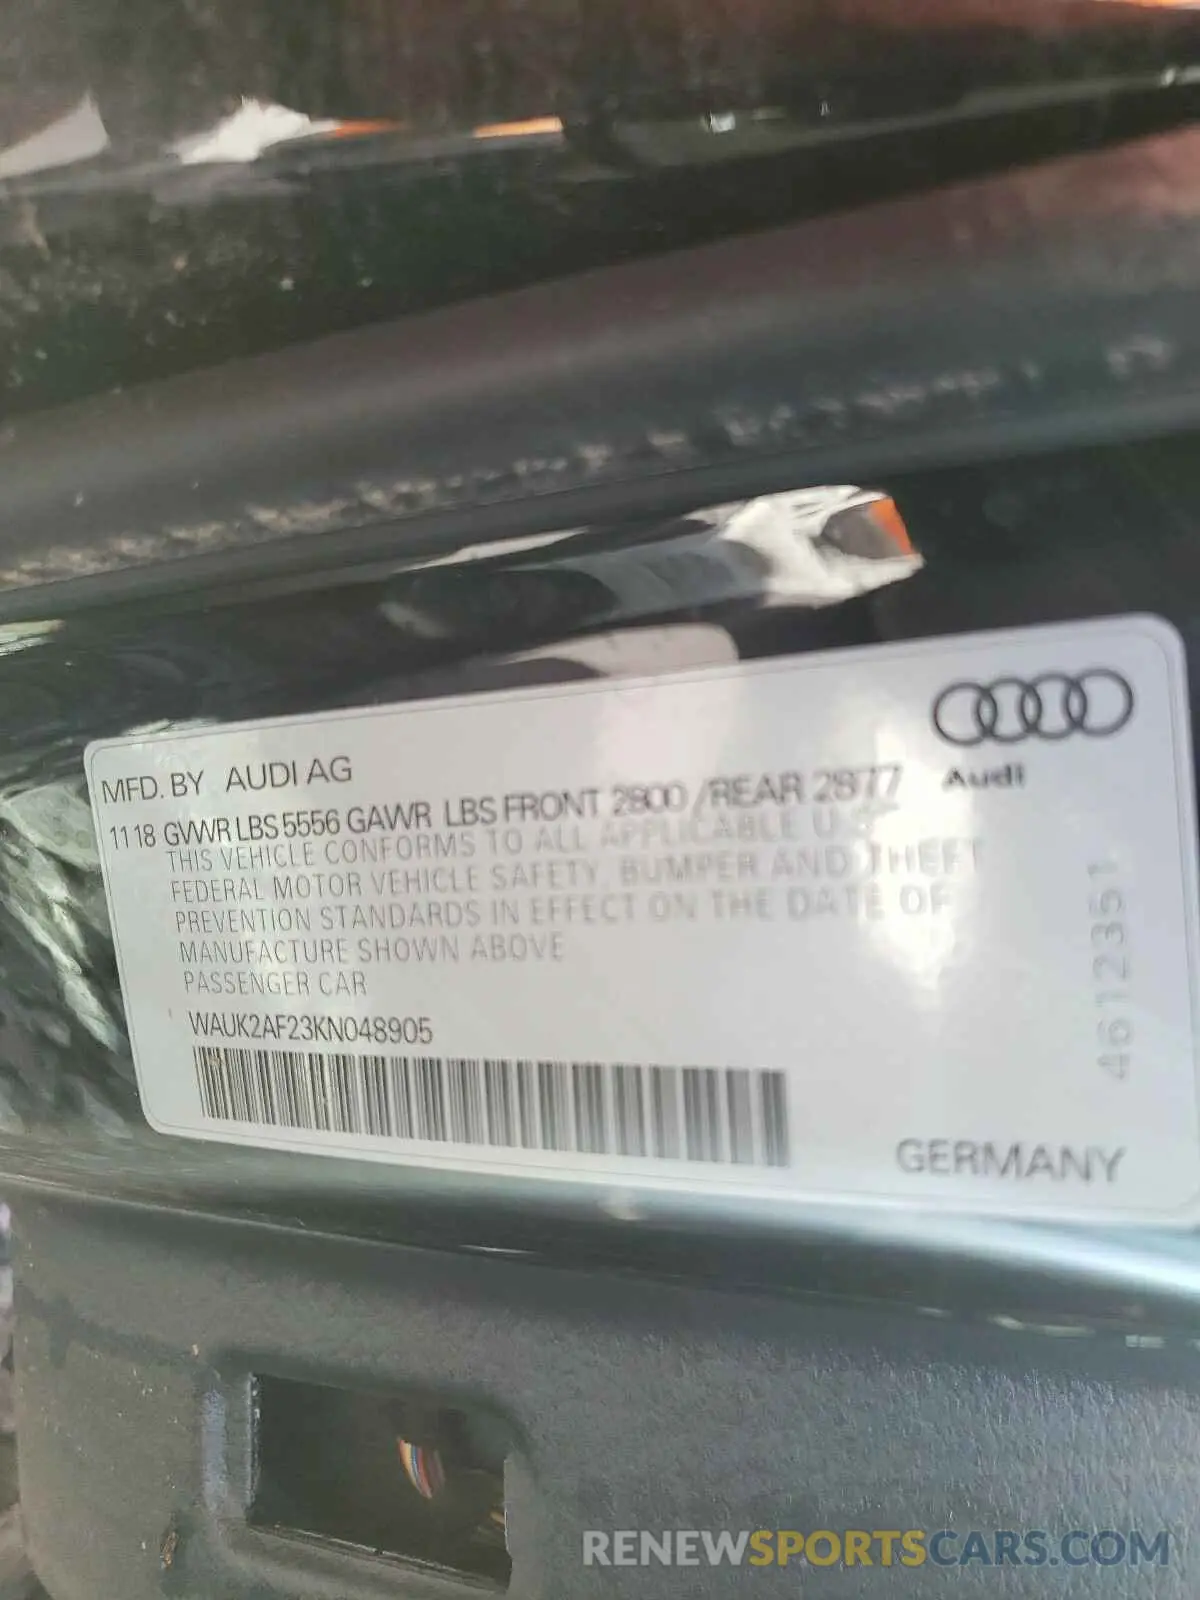 MFD. BY AUDI AG
11 18 GVWR LBS 5556 GAWR LBS FRONT 2800 /REAR 2877
Audi
THIS VEHICLE CONFORMS TO ALL APPLICABLE U.S.
FEDERAL MOTOR VEHICLE SAFETY, BUMPER AND THEFT
PREVENTION STANDARDS IN EFFECT ON THE DATE OF
MANUFACTURE SHOWN ABOVE
PASSENGER CAR
WAUK2AF23KN048905
4612351
GERMANY
RENEWSPORTSCARS.COM